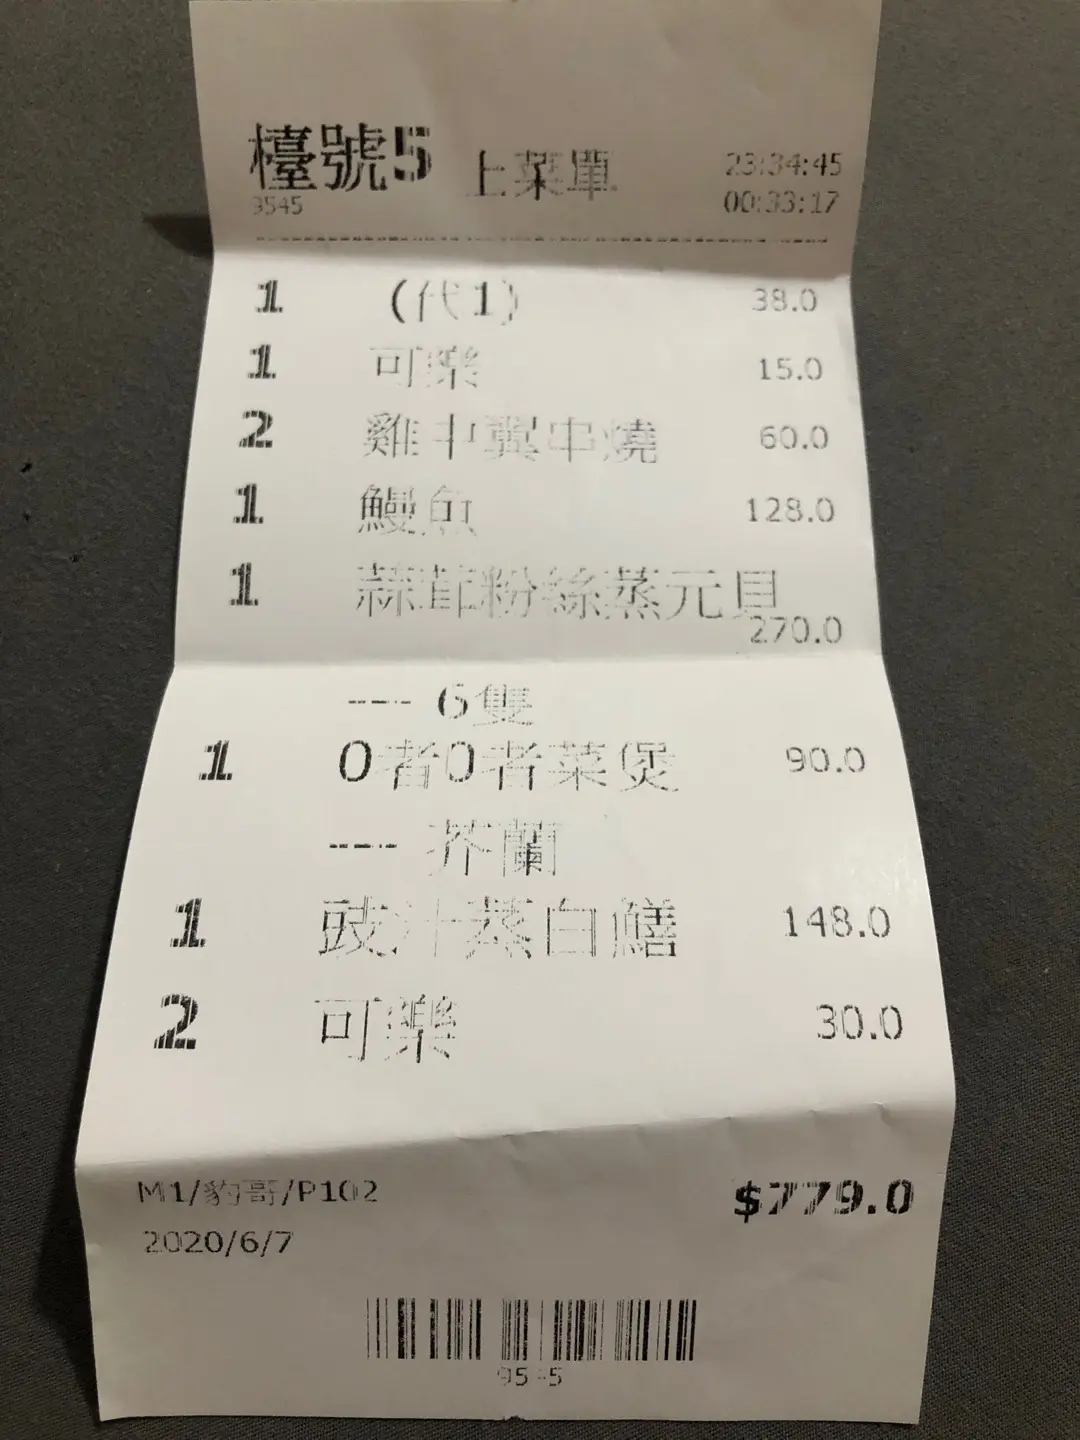 檯號5 上菜單 23:34:45
3545 00:33:17
1 (代1) 38.0
1 可樂 15.0
2 雞中翼串燒 60.0
1 鰻魚 128.0
1 蒜茸粉絲蒸元貝
270.0
---- 6隻
1 0者0者菜煲 90.0
---- 芥蘭
1 豉汁蒸白鱔 148.0
2 可樂 30.0
M1/豹哥/P102 $779.0
2020/6/7